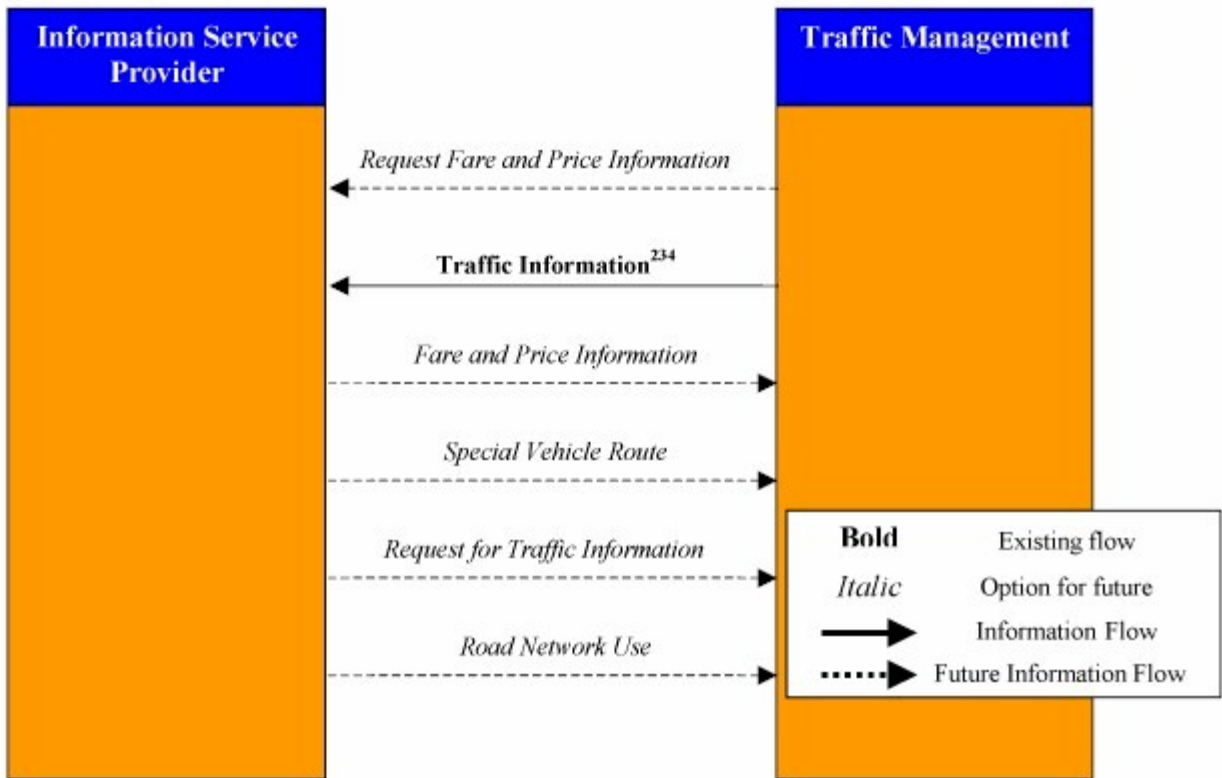 Information Service
Provider
Traffic Management
Request Fare and Price Information
Traffic Information234
Fare and Price Information
Special Vehicle Route
Request for Traffic Information
Road Network Use
Bold Existing flow
Italic Option for future
Information Flow
Future Information Flow